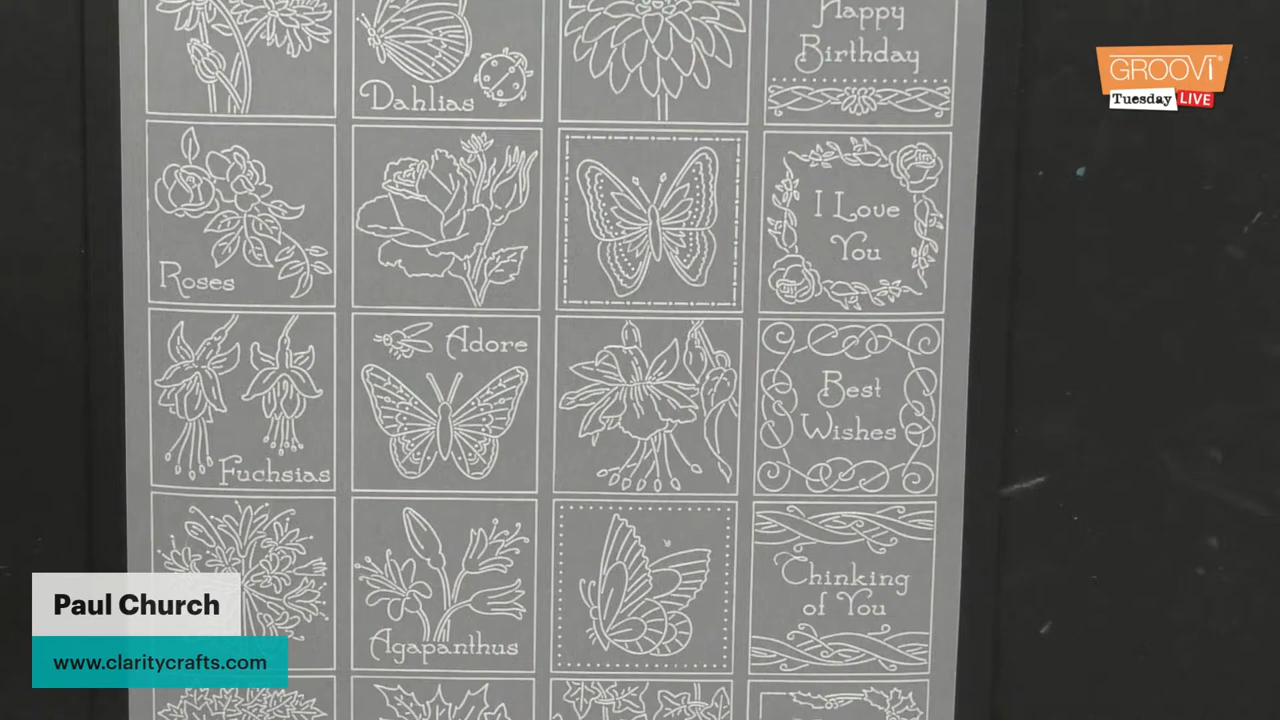 Happy
Birthday
Dahlias
GROOVI
Tuesday LIVE
Roses
I Love
You
Adore
Fuchsias
Best
Wishes
Agapanthus
Thinking
of You
Paul Church
www.claritycrafts.com